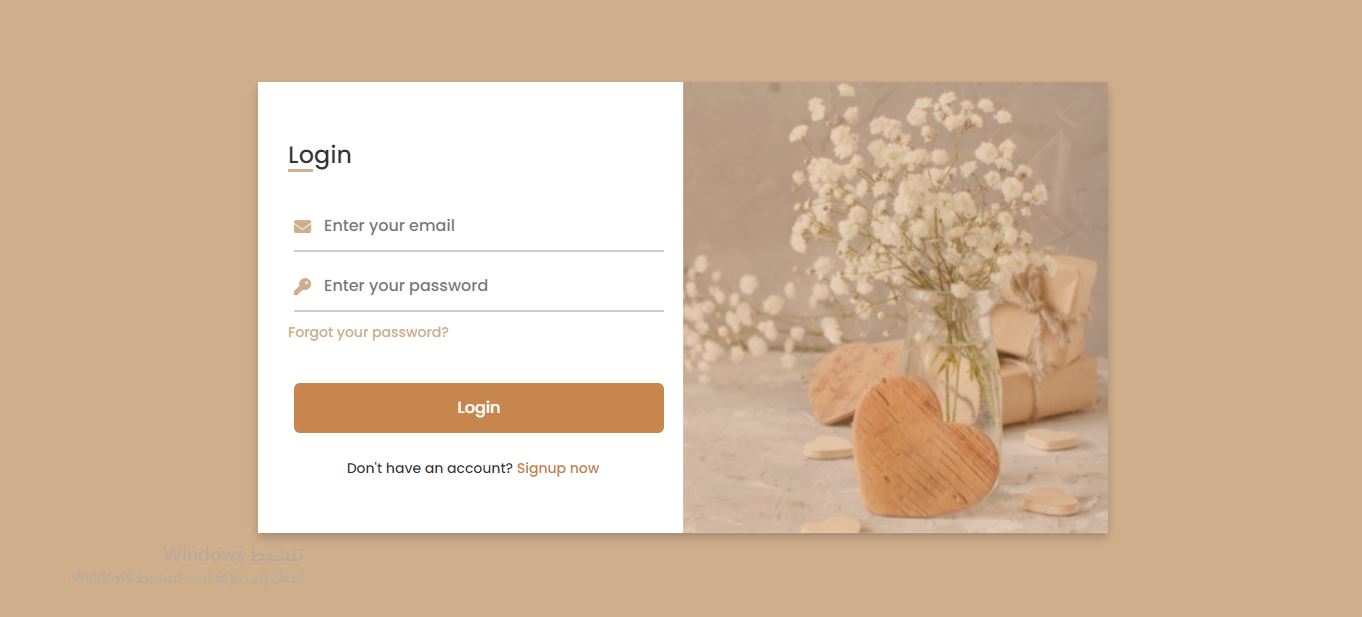 Login
Enter your email
Enter your password
Forgot your password?
Login
Don't have an account? Signup now
تنشيط Windows
انتقل إلى الإعدادات لتنشيط Windows